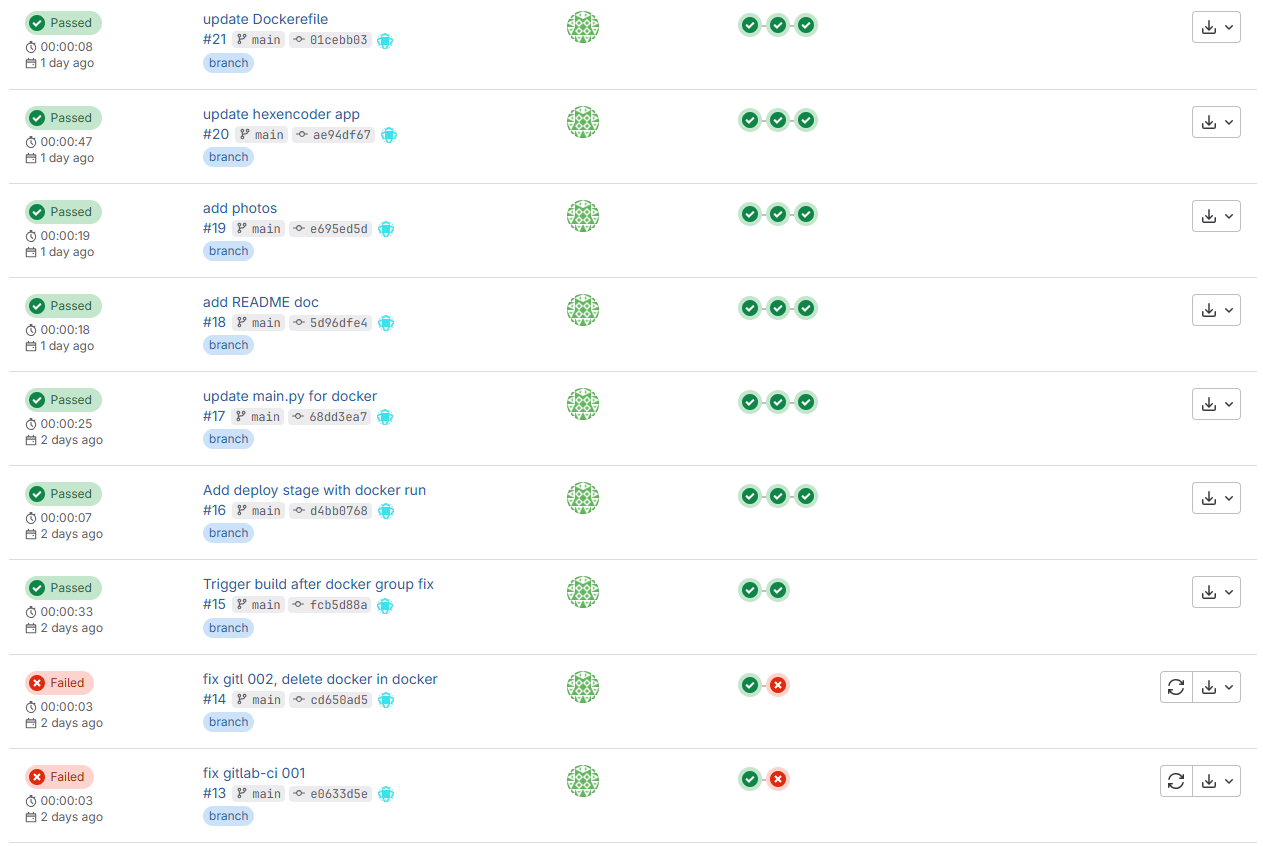 Passed
00:00:08
1 day ago
update Dockerefile
#21 main 01cebb03
branch
Passed
00:00:47
1 day ago
update hexencoder app
#20 main ae94df67
branch
Passed
00:00:19
1 day ago
add photos
#19 main e695ed5d
branch
Passed
00:00:18
1 day ago
add README doc
#18 main 5d96dfe4
branch
Passed
00:00:25
2 days ago
update main.py for docker
#17 main 68dd3ea7
branch
Passed
00:00:07
2 days ago
Add deploy stage with docker run
#16 main d4bb0768
branch
Passed
00:00:33
2 days ago
Trigger build after docker group fix
#15 main fcb5d88a
branch
Failed
00:00:03
2 days ago
fix gitl 002, delete docker in docker
#14 main cd650ad5
branch
Failed
00:00:03
2 days ago
fix gitlab-ci 001
#13 main e0633d5e
branch